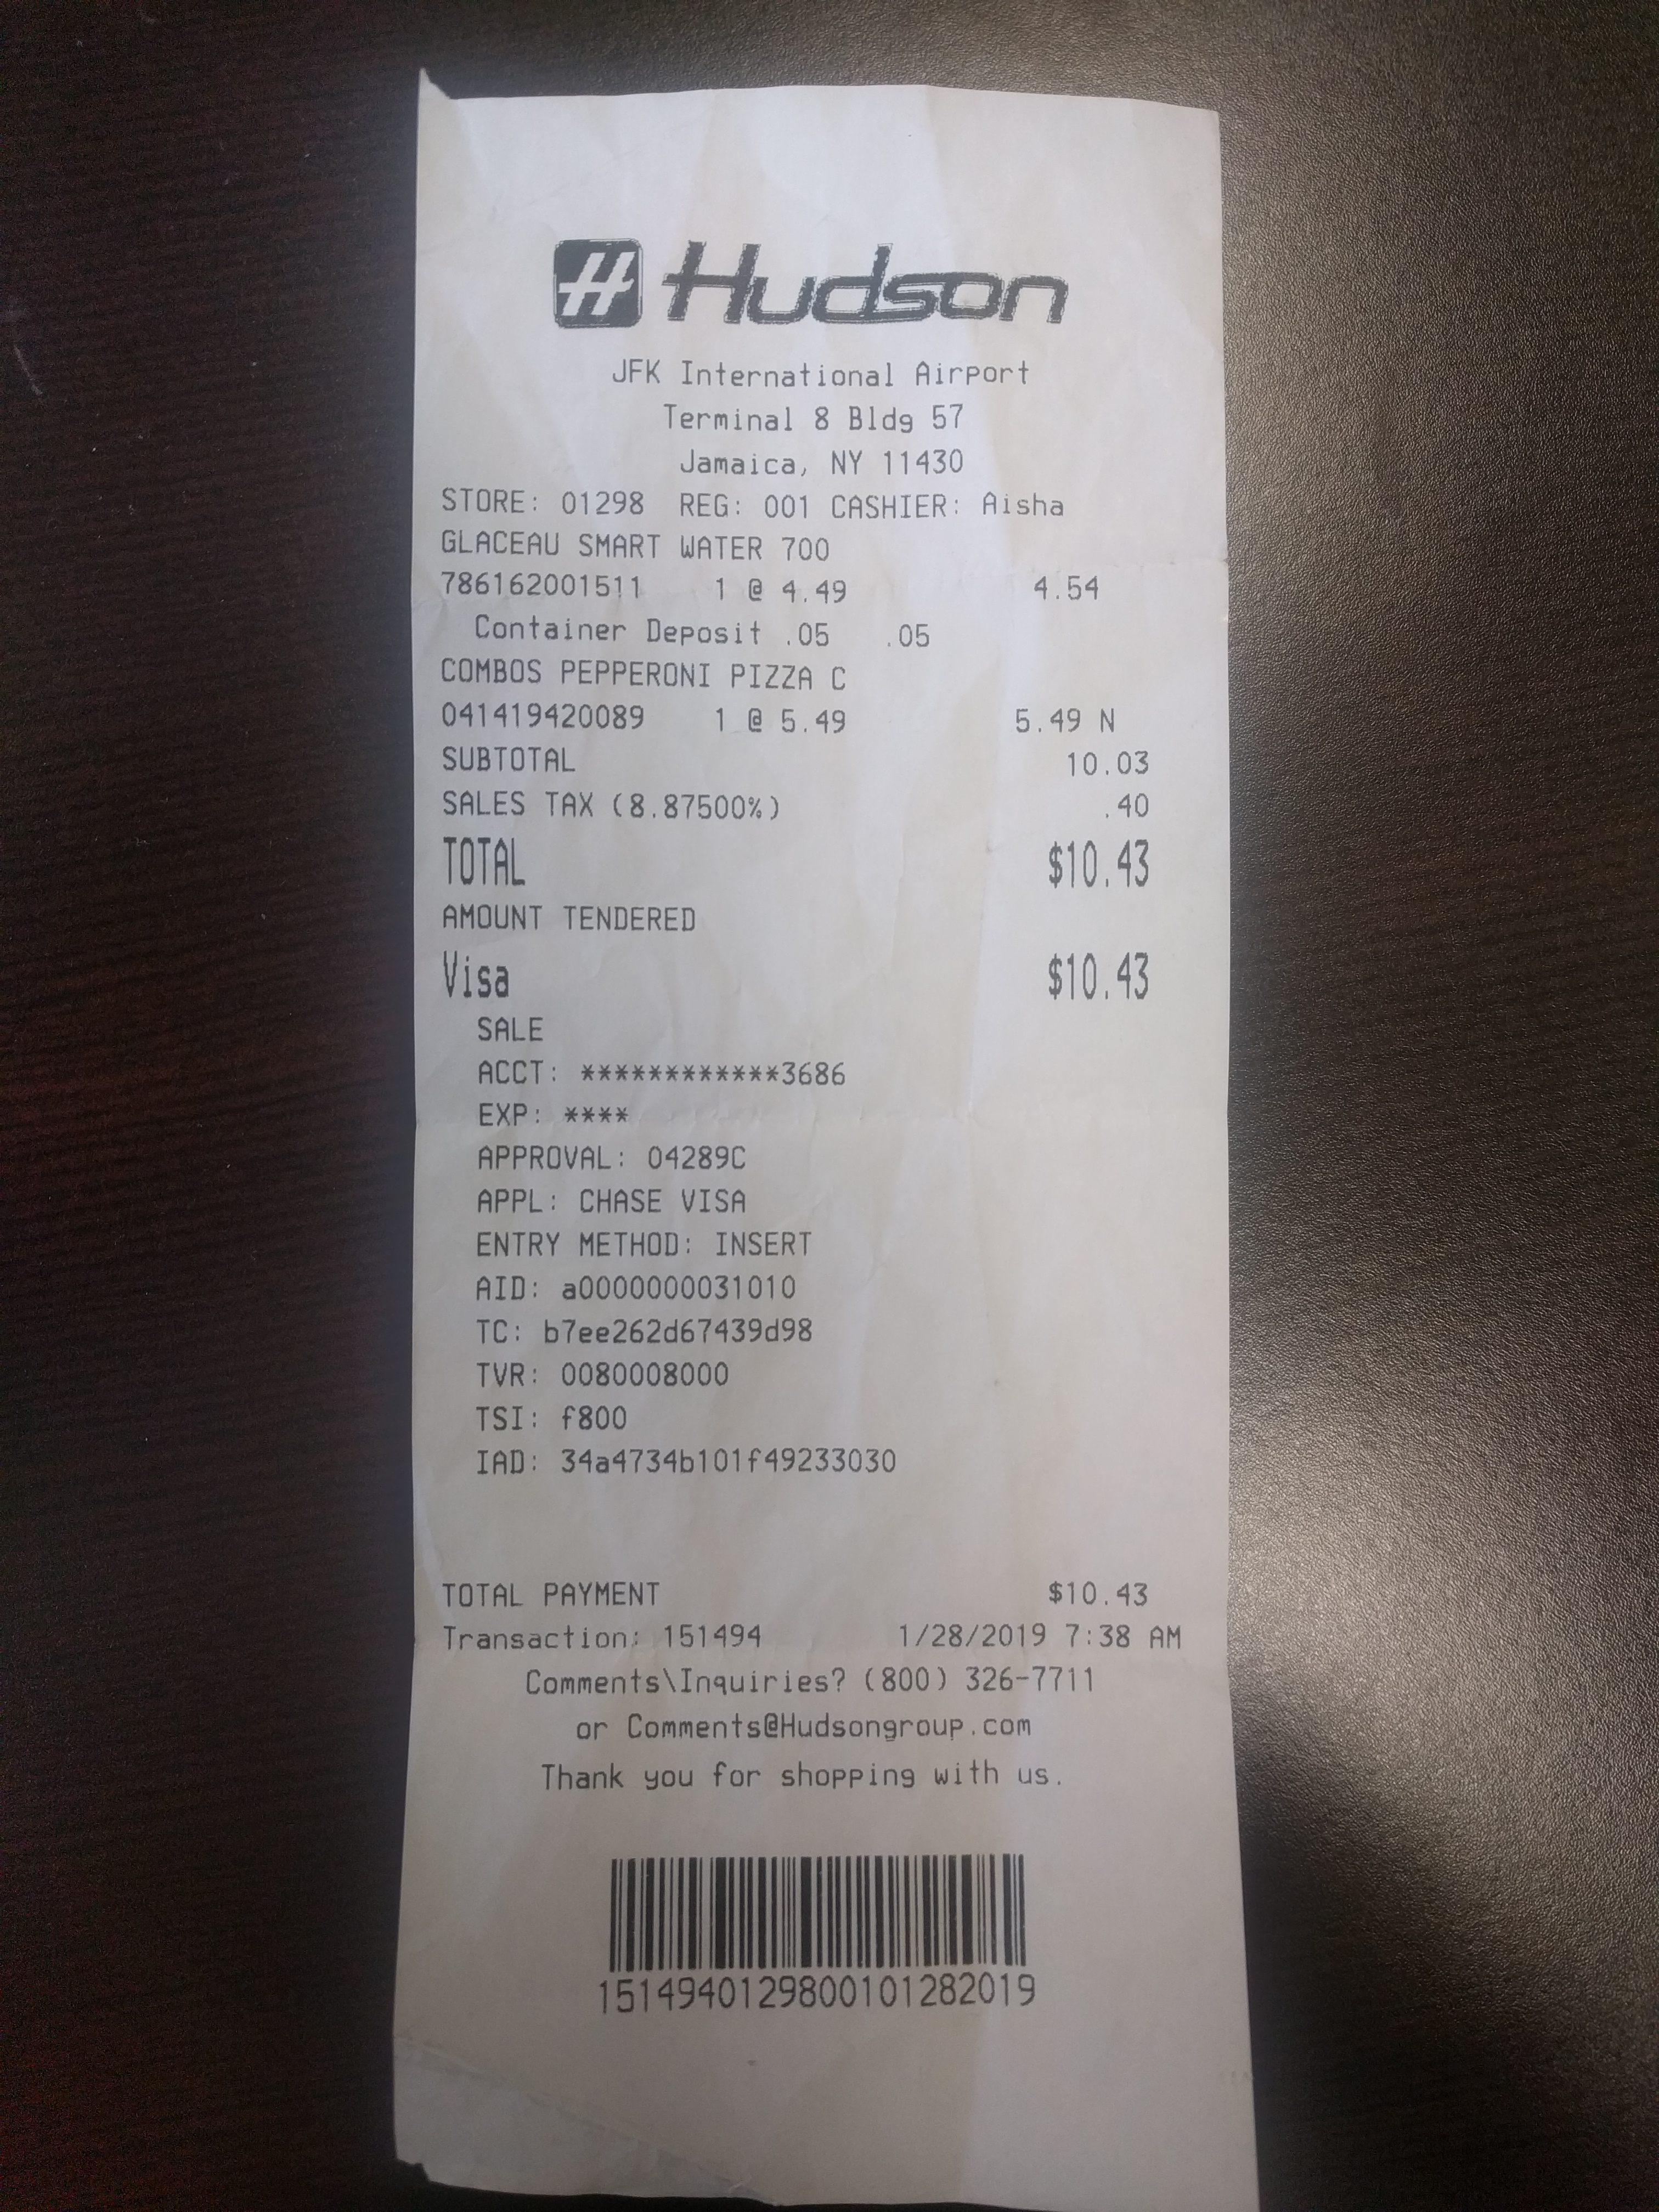 Hudson
JFK International Airport
Terminal 8 Bldg 57
Jamaica, NY 11430
STORE: 01298 REG: 001 CASHIER: Aisha
GLACEAU SMART WATER 700
786162001511 1 @ 4.49 4.54
Container Deposit .05 .05
COMBOS PEPPERONI PIZZA C
041419420089 1 @ 5.49 5.49 N
SUBTOTAL 10.03
SALES TAX (8.87500%) .40
TOTAL $10.43
AMOUNT TENDERED
Visa $10.43
SALE
ACCT: ************3686
EXP: ****
APPROVAL: 04289C
APPL: CHASE VISA
ENTRY METHOD: INSERT
AID: a0000000031010
TC: b7ee262d67439d98
TVR: 0080008000
TSI: f800
IAD: 34a4734b101f49233030
TOTAL PAYMENT $10.43
Transaction: 151494 1/28/2019 7:38 AM
Comments\Inquiries? (800) 326-7711
or Comments@Hudsongroup.com
Thank you for shopping with us.
1514940129800101282019